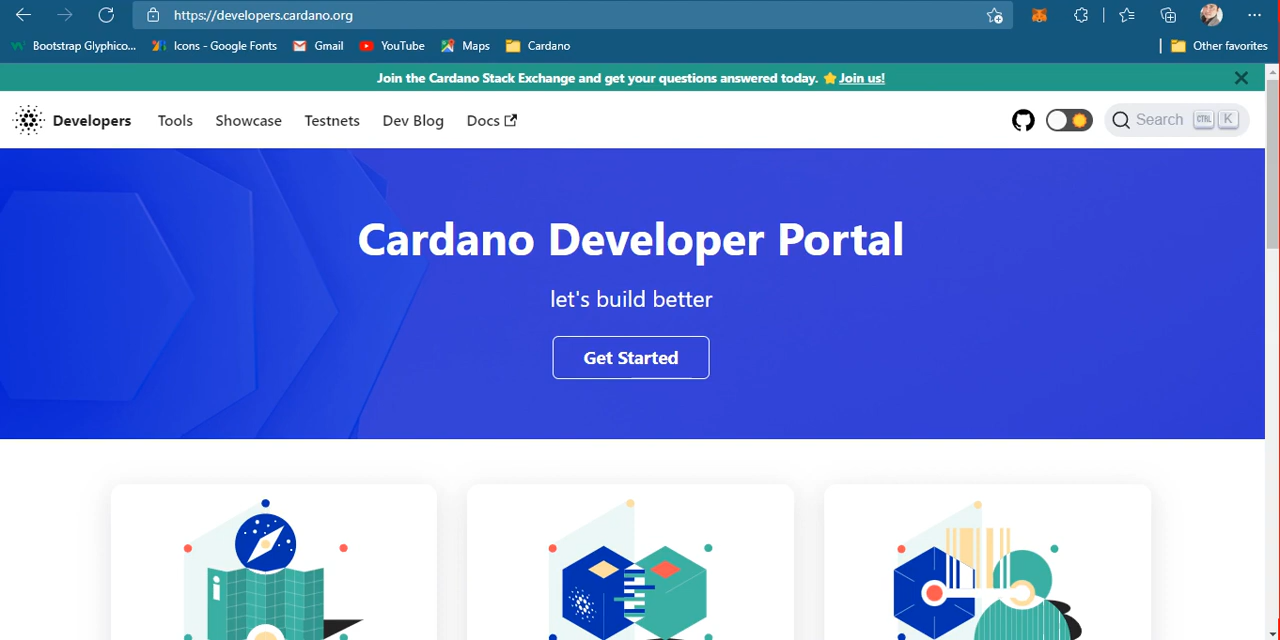 https://developers.cardano.org
Bootstrap Glyphico... Icons - Google Fonts Gmail YouTube Maps Cardano Other favorites
Join the Cardano Stack Exchange and get your questions answered today. ⭐ Join us!
Developers Tools Showcase Testnets Dev Blog Docs Search CTRL K
Cardano Developer Portal
let's build better
Get Started